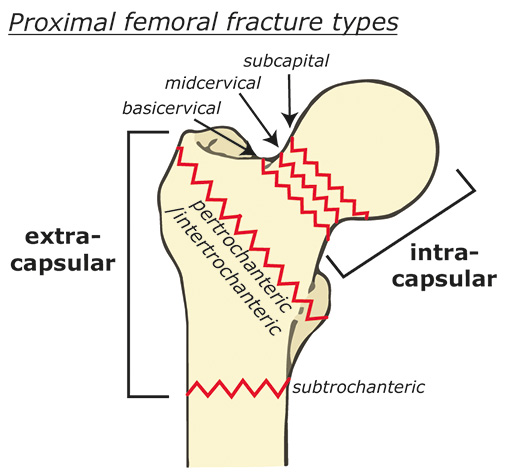 Proximal femoral fracture types
subcapital
midcervical
basicervical
extra-
capsular
pertrochanteric
/intertrochanteric
intra-
capsular
subtrochanteric